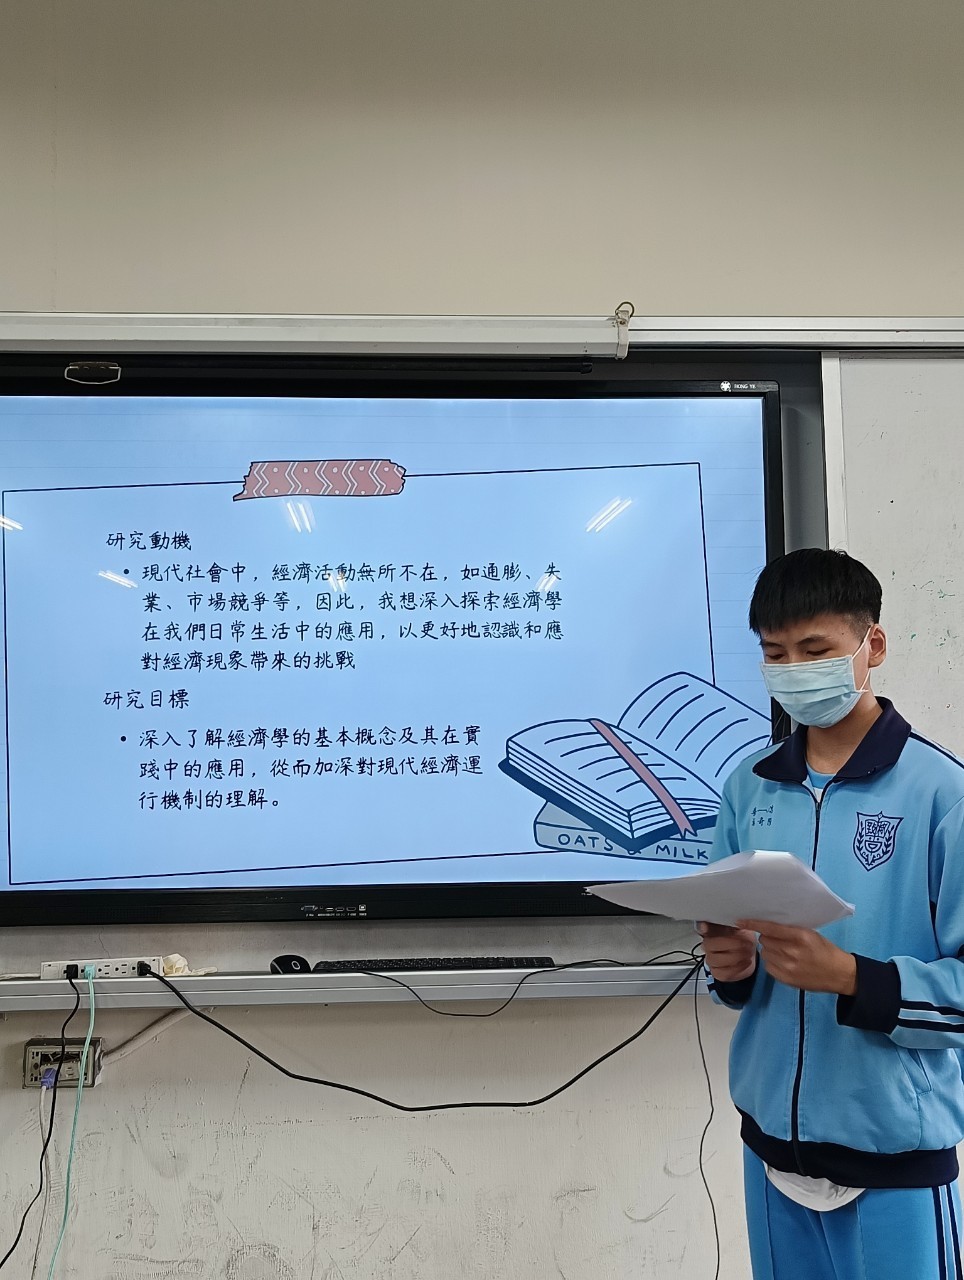 RONG YE
研究動機
• 現代社會中，經濟活動無所不在，如通膨、失
業、市場競爭等，因此，我想深入探索經濟學
在我們日常生活中的應用，以更好地認識和應
對經濟現象帶來的挑戰
研究目標
• 深入了解經濟學的基本概念及其在實
踐中的應用，從而加深對現代經濟運
行機制的理解。
OATS & MILK